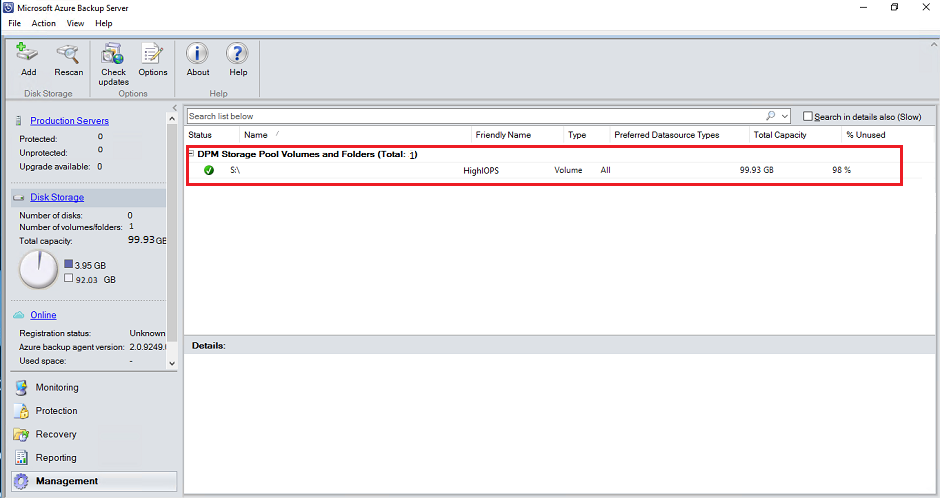 Microsoft Azure Backup Server
File Action View Help
Add Rescan Check updates Options About Help
Disk Storage Options Help
Production Servers
Protected: 0
Unprotected: 0
Upgrade available: 0
Disk Storage
Number of disks: 0
Number of volumes/folders: 1
Total capacity: 99.93 GB
3.95 GB
92.03 GB
Online
Registration status: Unknown
Azure backup agent version: 2.0.9249.
Used space: -
Monitoring
Protection
Recovery
Reporting
Management
Search list below
Search in details also (Slow)
Status Name Friendly Name Type Preferred Datasource Types Total Capacity % Unused
DPM Storage Pool Volumes and Folders (Total: 1)
S:\ HighIOPS Volume All 99.93 GB 98 %
Details: